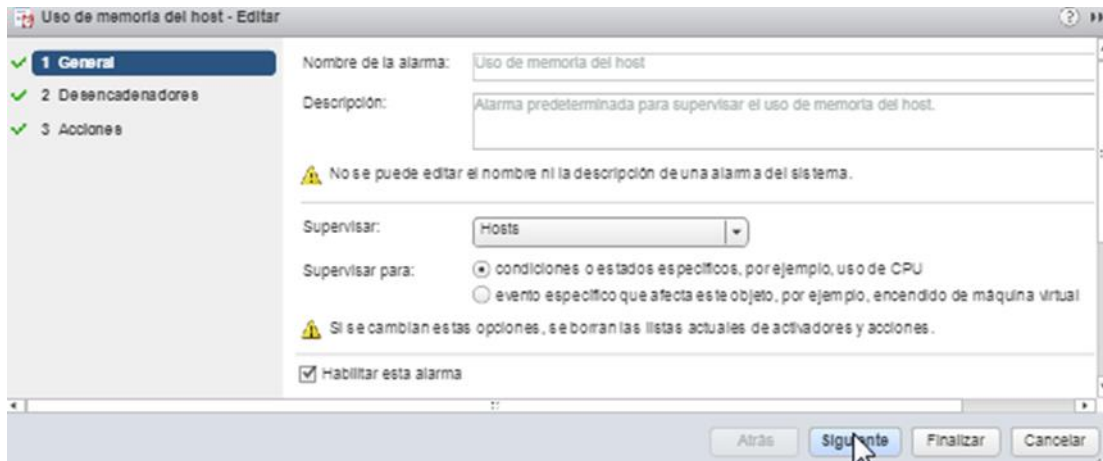 Uso de memoria del host - Editar
1 General
2 Desencadenadores
3 Acciones
Nombre de la alarma: Uso de memoria del host
Descripción: Alarma predeterminada para supervisar el uso de memoria del host.
No se puede editar el nombre ni la descripción de una alarma del sistema.
Supervisar: Hosts
Supervisar para: condiciones o estados específicos, por ejemplo, uso de CPU
evento específico que afecta este objeto, por ejemplo, encendido de máquina virtual
Si se cambian estas opciones, se borran las listas actuales de activadores y acciones.
Habilitar esta alarma
Atrás Siguiente Finalizar Cancelar